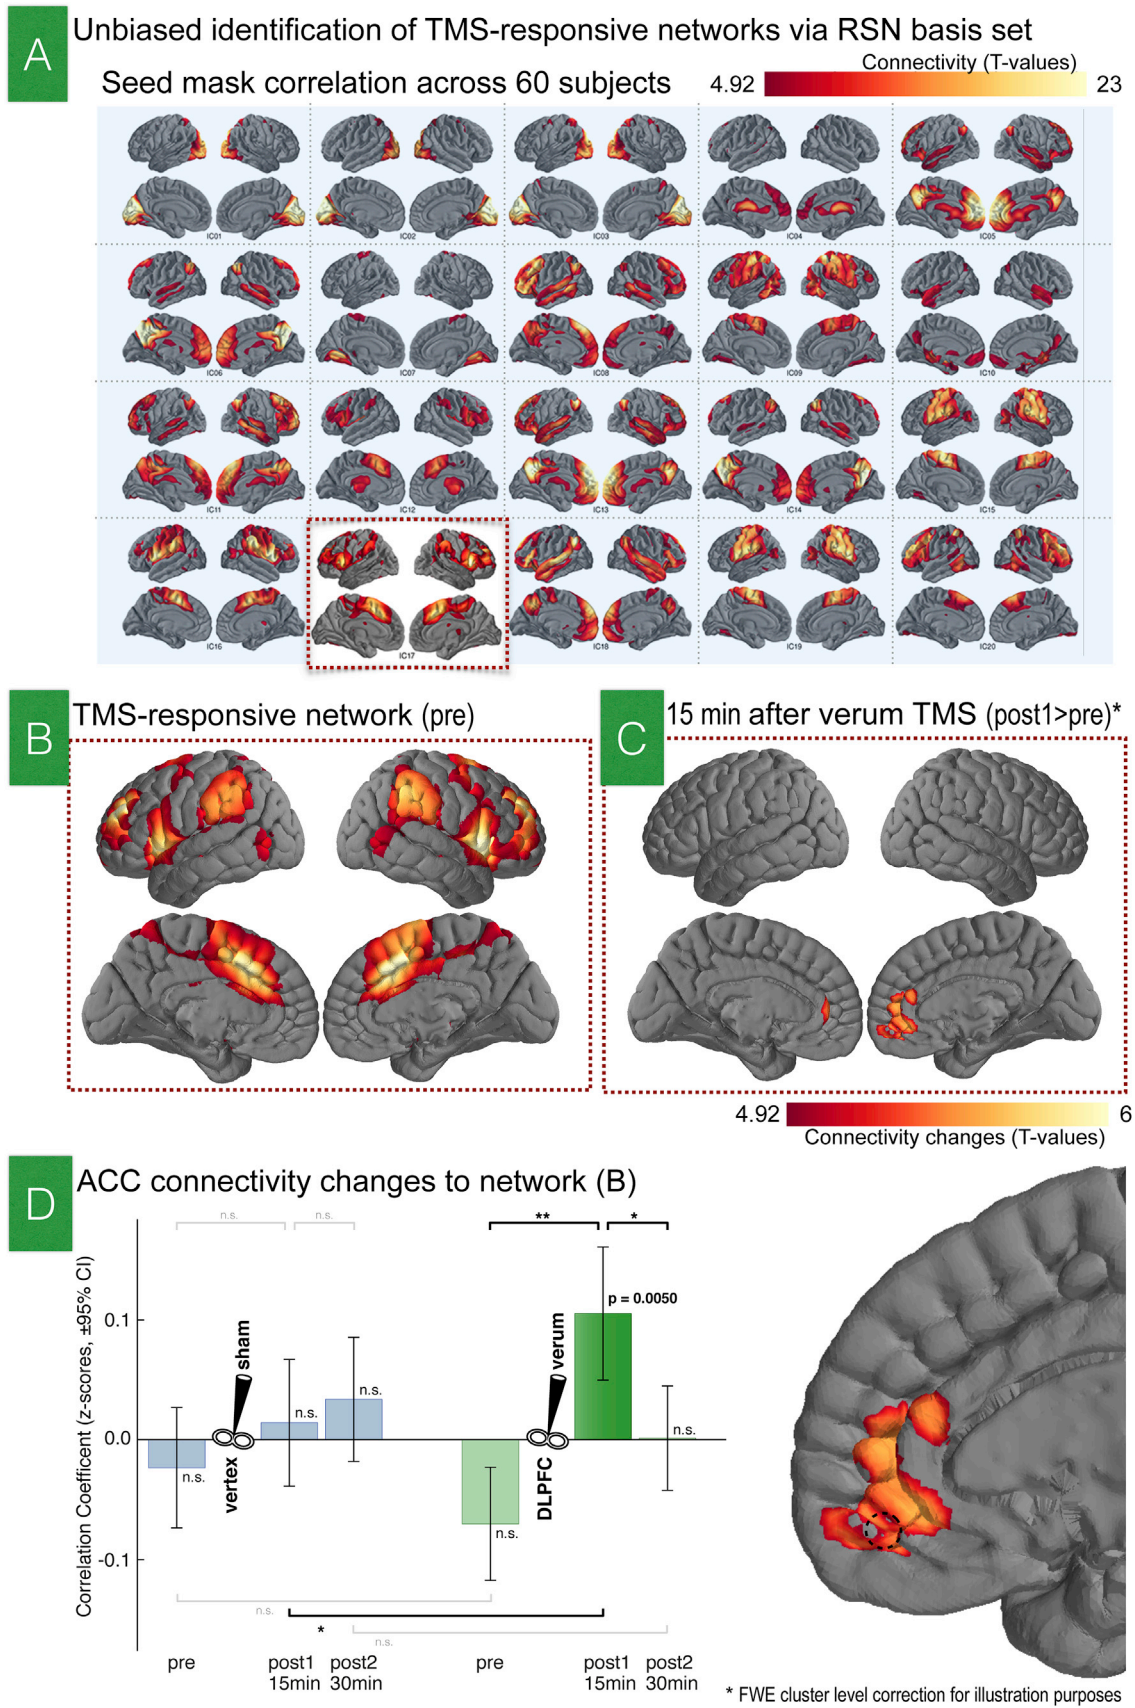 A
Unbiased identification of TMS-responsive networks via RSN basis set
Seed mask correlation across 60 subjects
Connectivity (T-values)
4.92
23
IC01
IC02
IC03
IC04
IC05
IC06
IC07
IC08
IC09
IC10
IC11
IC12
IC13
IC14
IC15
IC16
IC17
IC18
IC19
IC20
B
TMS-responsive network (pre)
C
15 min after verum TMS (post1>pre)*
4.92
6
Connectivity changes (T-values)
D
ACC connectivity changes to network (B)
Correlation Coefficent (z-scores, ±95% CI)
n.s.
n.s.
**
*
0.1
0.0
-0.1
p = 0.0050
sham
verum
vertex
DLPFC
n.s.
n.s.
n.s.
n.s.
n.s.
n.s.
*
n.s.
pre
post1
15min
post2
30min
pre
post1
15min
post2
30min
* FWE cluster level correction for illustration purposes